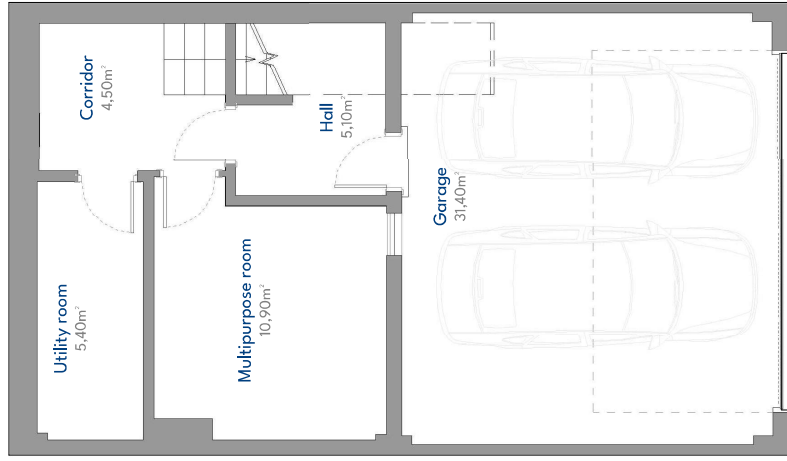 Corridor
4,50m²
Hall
5,10m²
Garage
31,40m²
Utility room
5,40m²
Multipurpose room
10,90m²